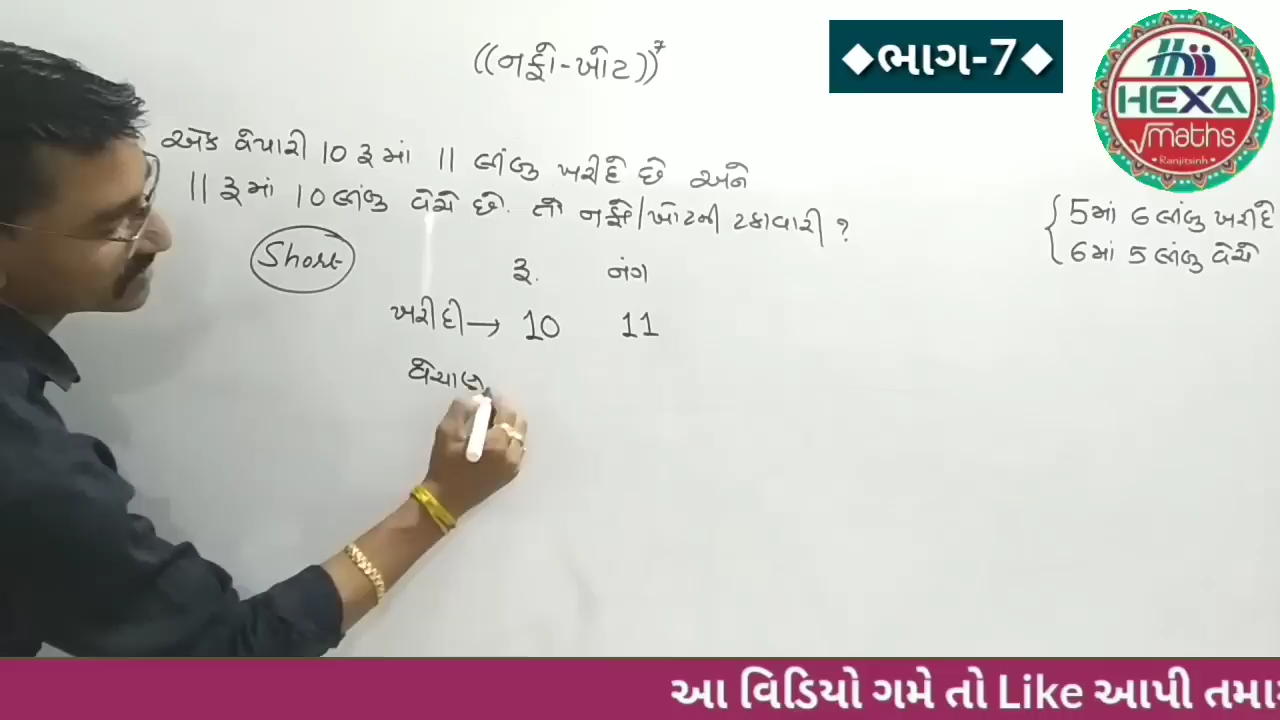 ((નફો-ખોટ))⁷
◆ભાગ-7◆
HEXA
√maths
• Ranjitsinh •
એક વેપારી 10 રૂ માં 11 લીંબુ ખરીદે છે અને
11 રૂ માં 10 લીંબુ વેચે છે. તો નફો/ખોટની ટકાવારી ?
5માં 6 લીંબુ ખરીદે
6માં 5 લીંબુ વેચે
Short
રૂ. નંગ
ખરીદી → 10 11
વેચાણ
આ વિડિયો ગમે તો Like આપી